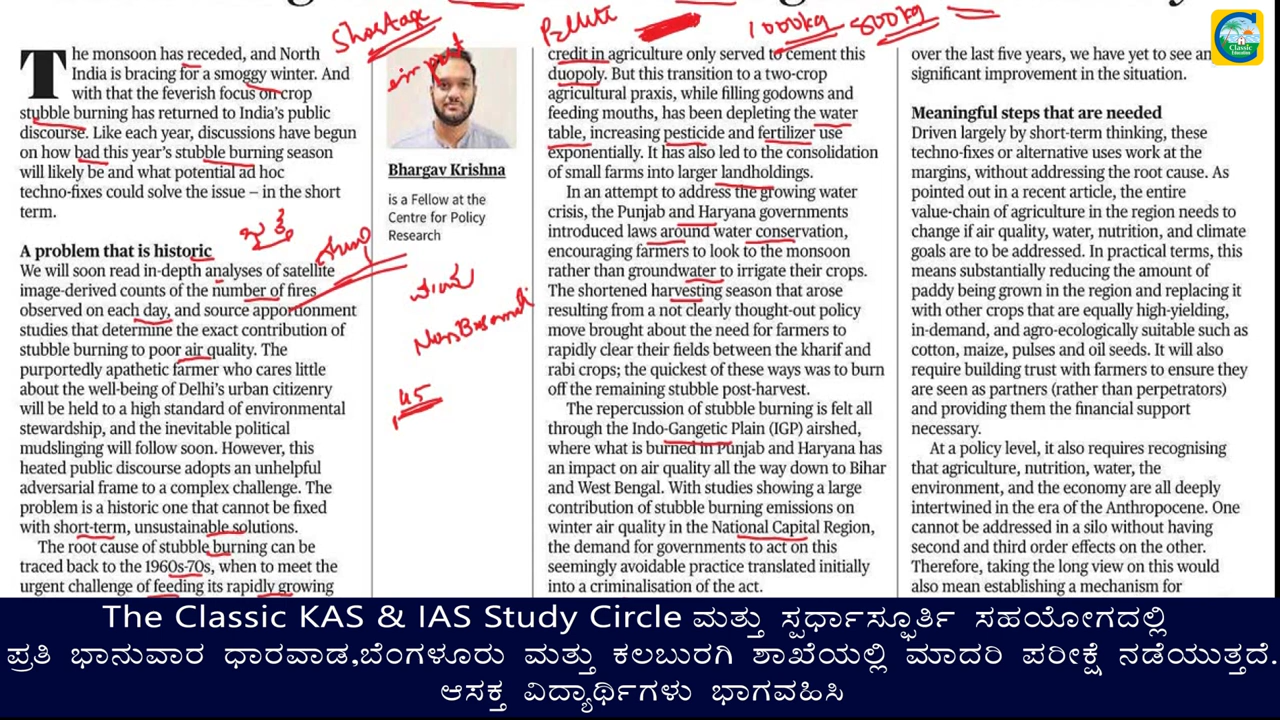 The monsoon has receded, and North
India is bracing for a smoggy winter. And
with that the feverish focus on crop
stubble burning has returned to India's public
discourse. Like each year, discussions have begun
on how bad this year's stubble burning season
will likely be and what potential ad hoc
techno-fixes could solve the issue — in the short
term.
A problem that is historic
We will soon read in-depth analyses of satellite
image-derived counts of the number of fires
observed on each day, and source apportionment
studies that determine the exact contribution of
stubble burning to poor air quality. The
purportedly apathetic farmer who cares little
about the well-being of Delhi's urban citizenry
will be held to a high standard of environmental
stewardship, and the inevitable political
mudslinging will follow soon. However, this
heated public discourse adopts an unhelpful
adversarial frame to a complex challenge. The
problem is a historic one that cannot be fixed
with short-term, unsustainable solutions.
The root cause of stubble burning can be
traced back to the 1960s-70s, when to meet the
urgent challenge of feeding its rapidly growing
Shortage
Bhargav Krishna
is a Fellow at the
Centre for Policy
Research
45
Pellete
1000kg 500kg
credit in agriculture only served to cement this
duopoly. But this transition to a two-crop
agricultural praxis, while filling godowns and
feeding mouths, has been depleting the water
table, increasing pesticide and fertilizer use
exponentially. It has also led to the consolidation
of small farms into larger landholdings.
In an attempt to address the growing water
crisis, the Punjab and Haryana governments
introduced laws around water conservation,
encouraging farmers to look to the monsoon
rather than groundwater to irrigate their crops.
The shortened harvesting season that arose
resulting from a not clearly thought-out policy
move brought about the need for farmers to
rapidly clear their fields between the kharif and
rabi crops; the quickest of these ways was to burn
off the remaining stubble post-harvest.
The repercussion of stubble burning is felt all
through the Indo-Gangetic Plain (IGP) airshed,
where what is burned in Punjab and Haryana has
an impact on air quality all the way down to Bihar
and West Bengal. With studies showing a large
contribution of stubble burning emissions on
winter air quality in the National Capital Region,
the demand for governments to act on this
seemingly avoidable practice translated initially
into a criminalisation of the act.
over the last five years, we have yet to see any
significant improvement in the situation.
Meaningful steps that are needed
Driven largely by short-term thinking, these
techno-fixes or alternative uses work at the
margins, without addressing the root cause. As
pointed out in a recent article, the entire
value-chain of agriculture in the region needs to
change if air quality, water, nutrition, and climate
goals are to be addressed. In practical terms, this
means substantially reducing the amount of
paddy being grown in the region and replacing it
with other crops that are equally high-yielding,
in-demand, and agro-ecologically suitable such as
cotton, maize, pulses and oil seeds. It will also
require building trust with farmers to ensure they
are seen as partners (rather than perpetrators)
and providing them the financial support
necessary.
At a policy level, it also requires recognising
that agriculture, nutrition, water, the
environment, and the economy are all deeply
intertwined in the era of the Anthropocene. One
cannot be addressed in a silo without having
second and third order effects on the other.
Therefore, taking the long view on this would
also mean establishing a mechanism for
Classic
Education
The Classic KAS & IAS Study Circle ಮತ್ತು ಸ್ಪರ್ಧಾಸ್ಫೂರ್ತಿ ಸಹಯೋಗದಲ್ಲಿ
ಪ್ರತಿ ಭಾನುವಾರ ಧಾರವಾಡ,ಬೆಂಗಳೂರು ಮತ್ತು ಕಲಬುರಗಿ ಶಾಖೆಯಲ್ಲಿ ಮಾದರಿ ಪರೀಕ್ಷೆ ನಡೆಯುತ್ತದೆ.
ಆಸಕ್ತ ವಿದ್ಯಾರ್ಥಿಗಳು ಭಾಗವಹಿಸಿ